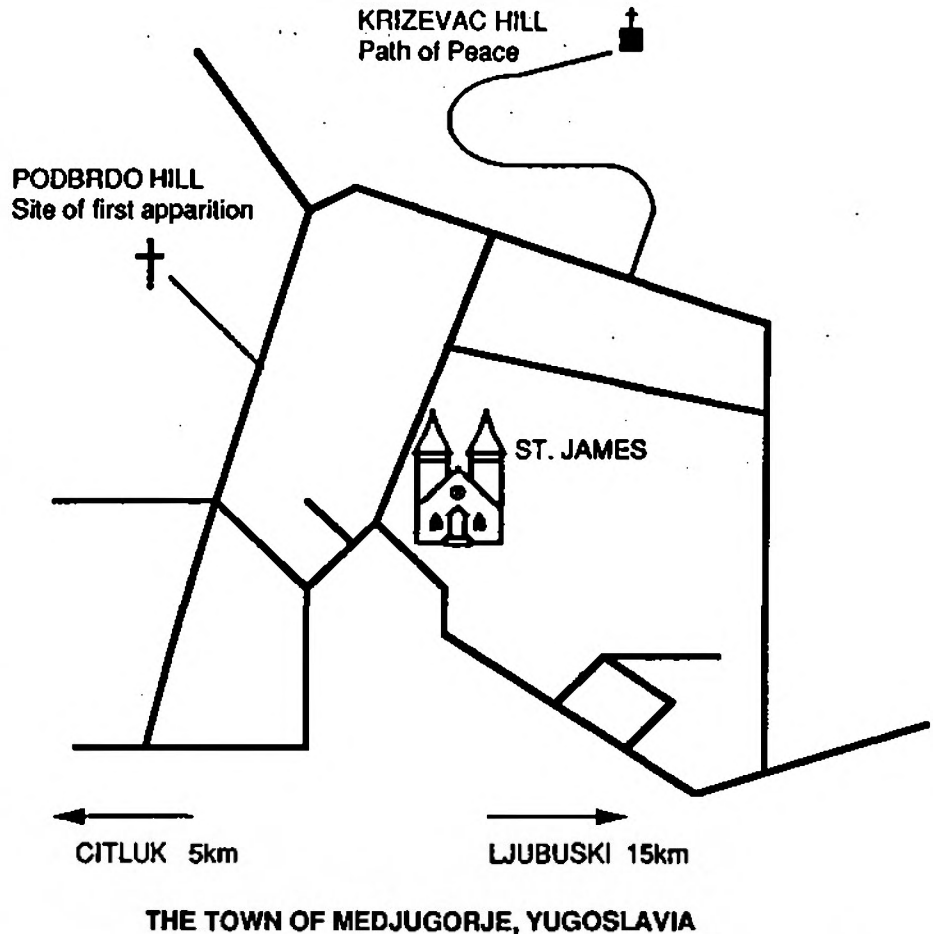 KRIZEVAC HILL
Path of Peace
PODBRDO HILL
Site of first apparition
ST. JAMES
CITLUK 5km
LJUBUSKI 15km
THE TOWN OF MEDJUGORJE, YUGOSLAVIA